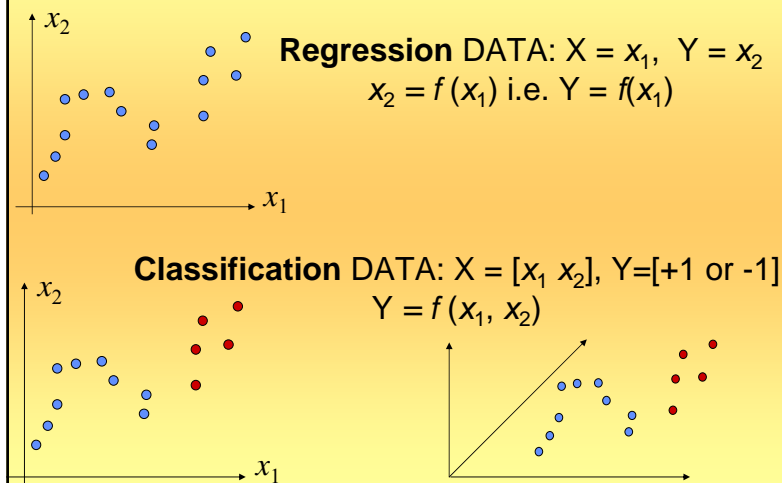 x₂
Regression DATA: X = x₁, Y = x₂
x₂ = f (x₁) i.e. Y = f(x₁)
x₁
Classification DATA: X = [x₁ x₂], Y=[+1 or -1]
x₂
Y = f (x₁, x₂)
x₁